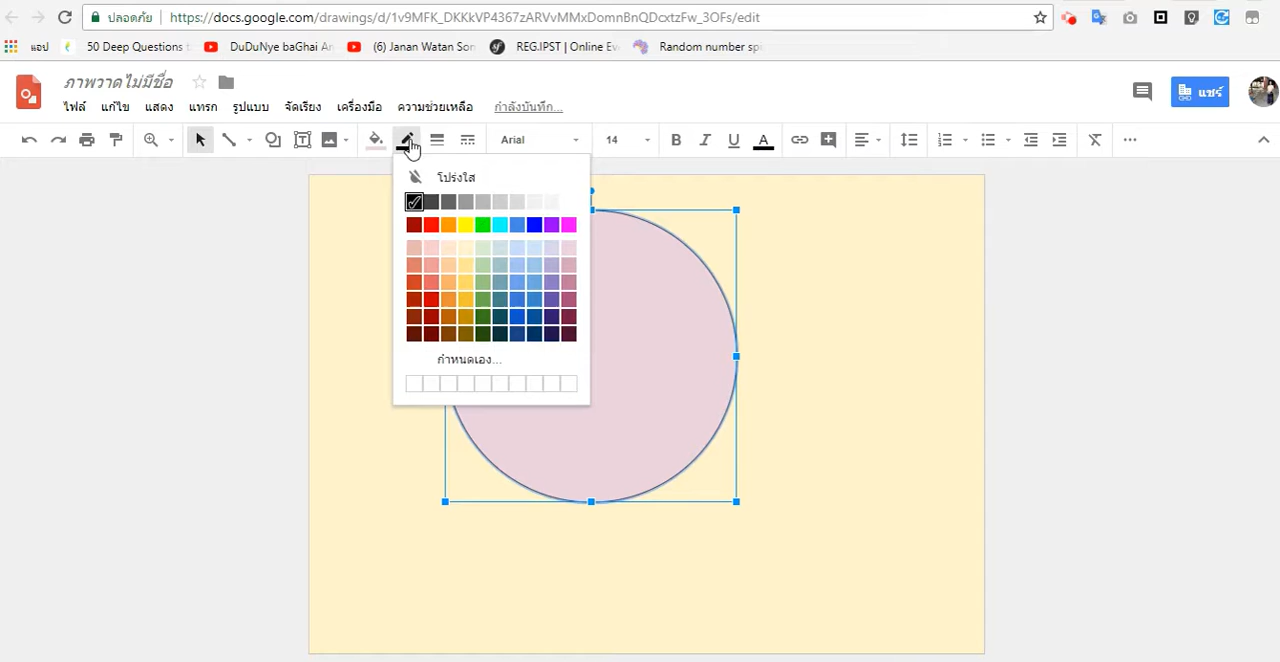 ปลอดภัย https://docs.google.com/drawings/d/1v9MFK_DKKkVP4367zARVvMMxDomnBnQDcxtzFw_3OFs/edit
แอป 50 Deep Questions t DuDuNye baGhai An (6) Janan Watan Son REG.IPST | Online Ev Random number sp
ภาพวาดไม่มีชื่อ
ไฟล์ แก้ไข แสดง แทรก รูปแบบ จัดเรียง เครื่องมือ ความช่วยเหลือ กำลังบันทึก...
แชร์
Arial 14 B I U A
โปร่งใส
กำหนดเอง...